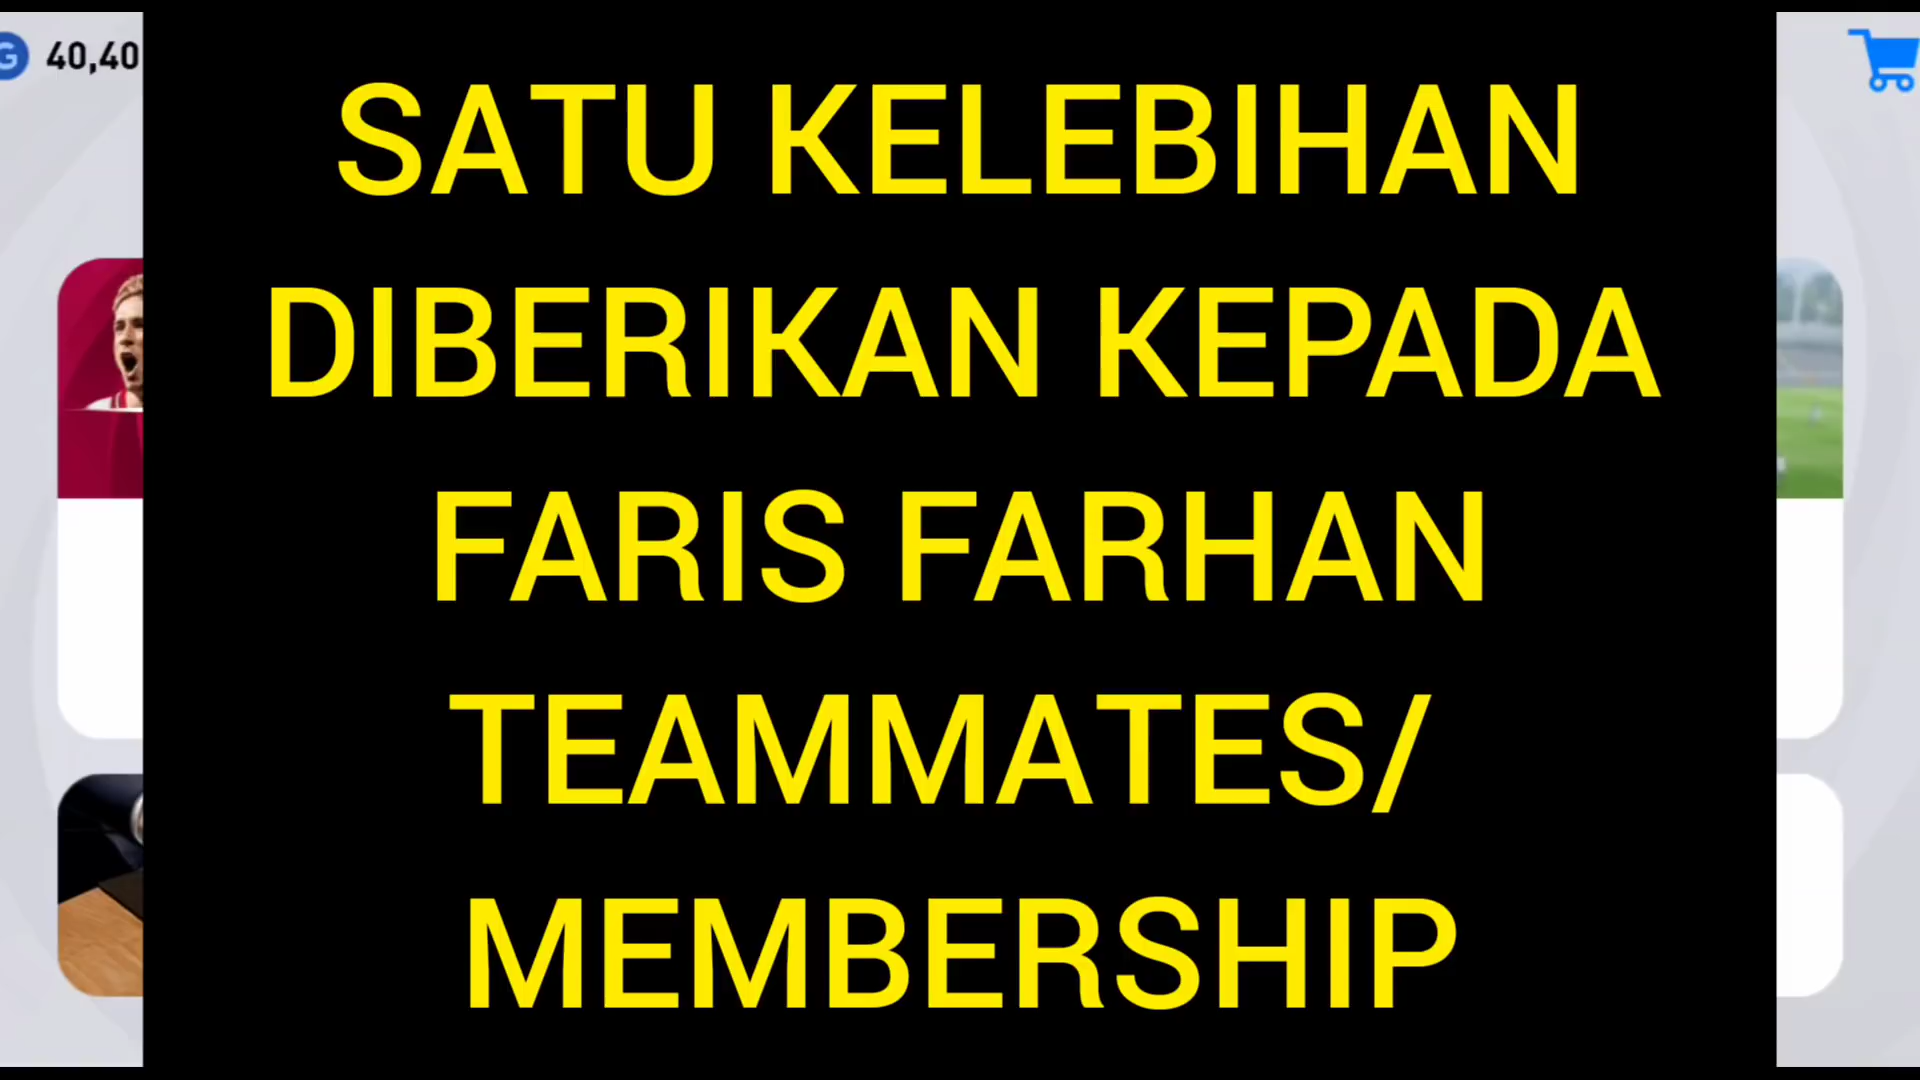 G 40,40
SATU KELEBIHAN
DIBERIKAN KEPADA
FARIS FARHAN
TEAMMATES/
MEMBERSHIP